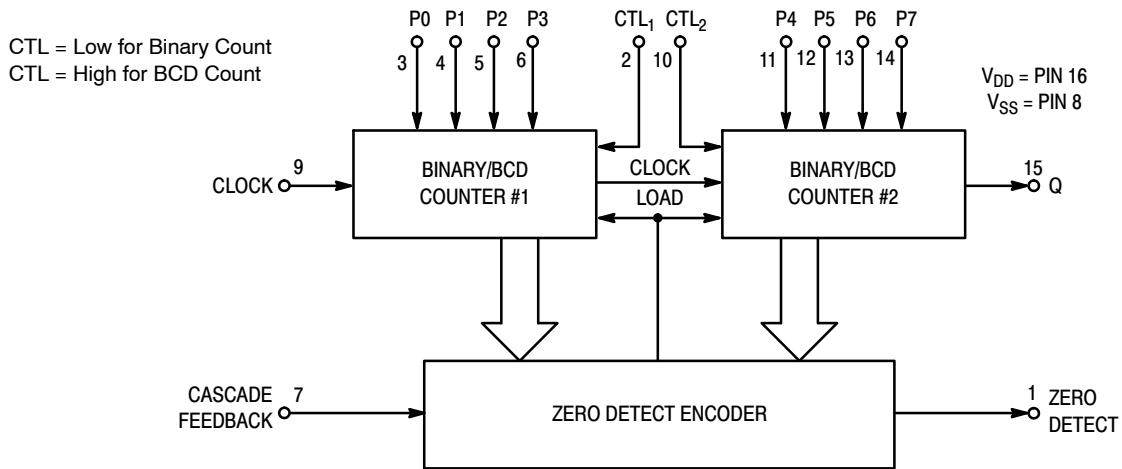 CTL = Low for Binary Count
CTL = High for BCD Count
P0 P1 P2 P3
3 4 5 6
CTL1 CTL2
2 10
P4 P5 P6 P7
11 12 13 14
VDD = PIN 16
VSS = PIN 8
CLOCK 9
BINARY/BCD
COUNTER #1
CLOCK
LOAD
BINARY/BCD
COUNTER #2
15
Q
CASCADE
FEEDBACK
7
ZERO DETECT ENCODER
1
ZERO
DETECT